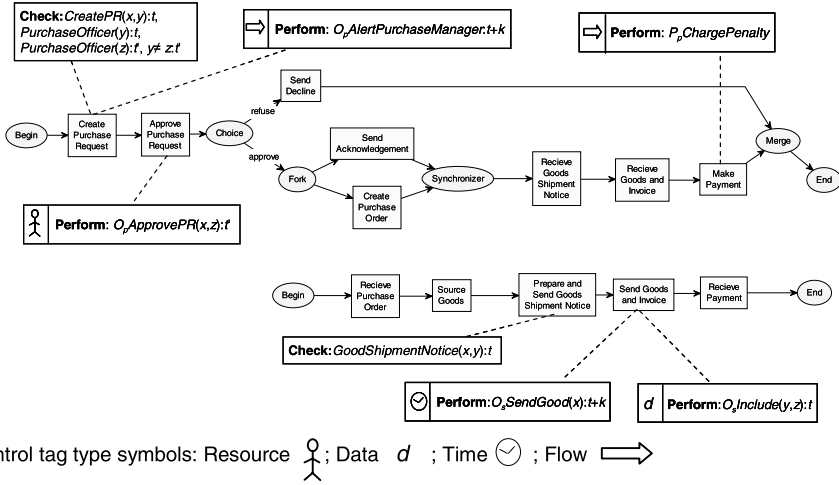 Check:CreatePR(x,y):t,
PurchaseOfficer(y):t,
PurchaseOfficer(z):t', y≠ z:t'
Perform: OpAlertPurchaseManager:t+k
Perform: PpChargePenalty
Send
Decline
refuse
Begin
Create
Purchase
Request
Approve
Purchase
Request
Choice
approve
Fork
Send
Acknowledgement
Create
Purchase
Order
Synchronizer
Recieve
Goods
Shipment
Notice
Recieve
Goods and
Invoice
Make
Payment
Merge
End
Perform: OpApprovePR(x,z):t'
Begin
Recieve
Purchase
Order
Source
Goods
Prepare and
Send Goods
Shipment Notice
Send Goods
and Invoice
Recieve
Payment
End
Check:GoodShipmentNotice(x,y):t
Perform:OsSendGood(x):t+k
d Perform:OsInclude(y,z):t
ntrol tag type symbols: Resource ; Data d ; Time ; Flow